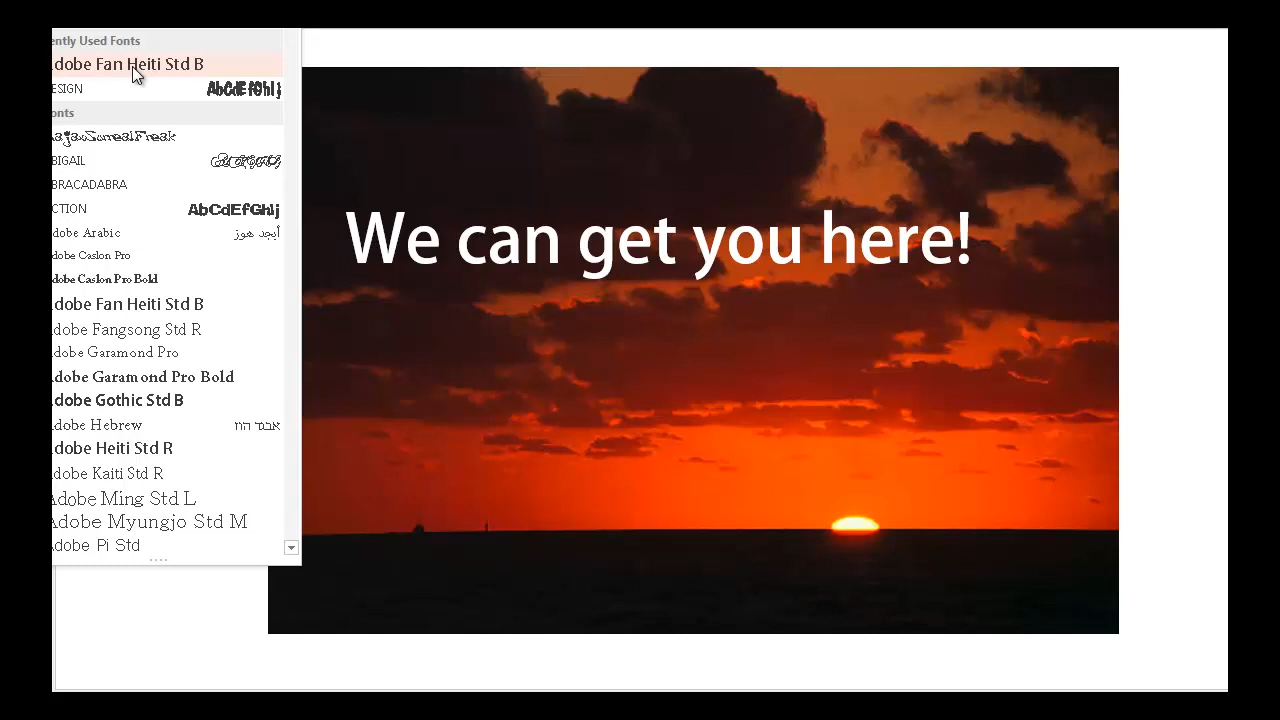 ently Used Fonts
dobe Fan Heiti Std B
ESIGN AbCdEfGhIj
onts
BIGAIL
BRACADABRA
CTION AbCdEfGhIj
dobe Arabic أبجد هوز
dobe Caslon Pro
dobe Caslon Pro Bold
dobe Fan Heiti Std B
dobe Fangsong Std R
dobe Garamond Pro
dobe Garamond Pro Bold
dobe Gothic Std B
dobe Hebrew אבגד הוז
dobe Heiti Std R
dobe Kaiti Std R
Adobe Ming Std L
Adobe Myungjo Std M
Adobe Pi Std
We can get you here!